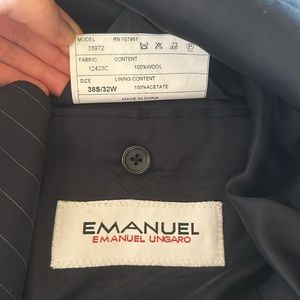 MODEL RN 107951
38972
FABRIC CONTENT
12423C 100%WOOL
SIZE LINING CONTENT
38S/32W 100%ACETATE
MADE IN CHINA
EMANUEL
EMANUEL UNGARO